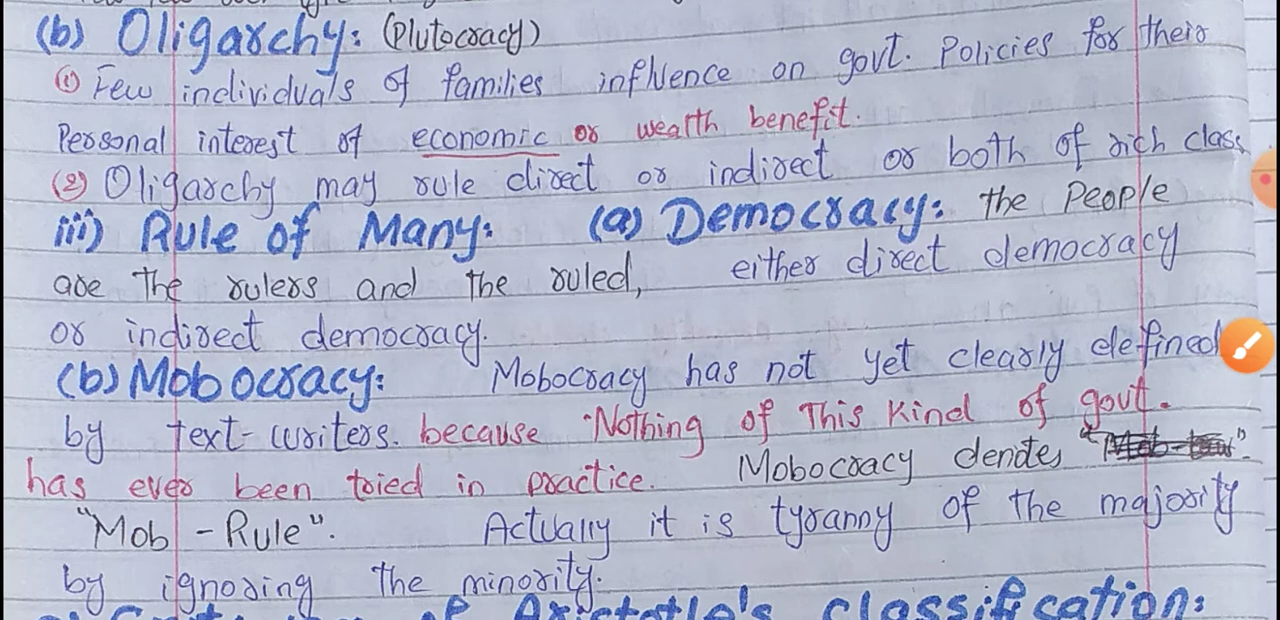 (b) Oligarchy: (Plutocracy)
(1) Few individuals of families influence on govt. Policies for their
Personal interest of economic or wealth benefit.
(2) Oligarchy may rule direct or indirect or both of rich class
iii) Rule of Many: (a) Democracy: the People
are the rulers and the ruled, either direct democracy
or indirect democracy.
(b) Mobocracy: Mobocracy has not yet clearly defined
by text-writers. because "Nothing of This Kind of govt.
has ever been tried in practice. Mobocracy denotes
"Mob-Rule". Actually it is tyranny of the majority
by ignoring the minority.
of Aristotle's classification: